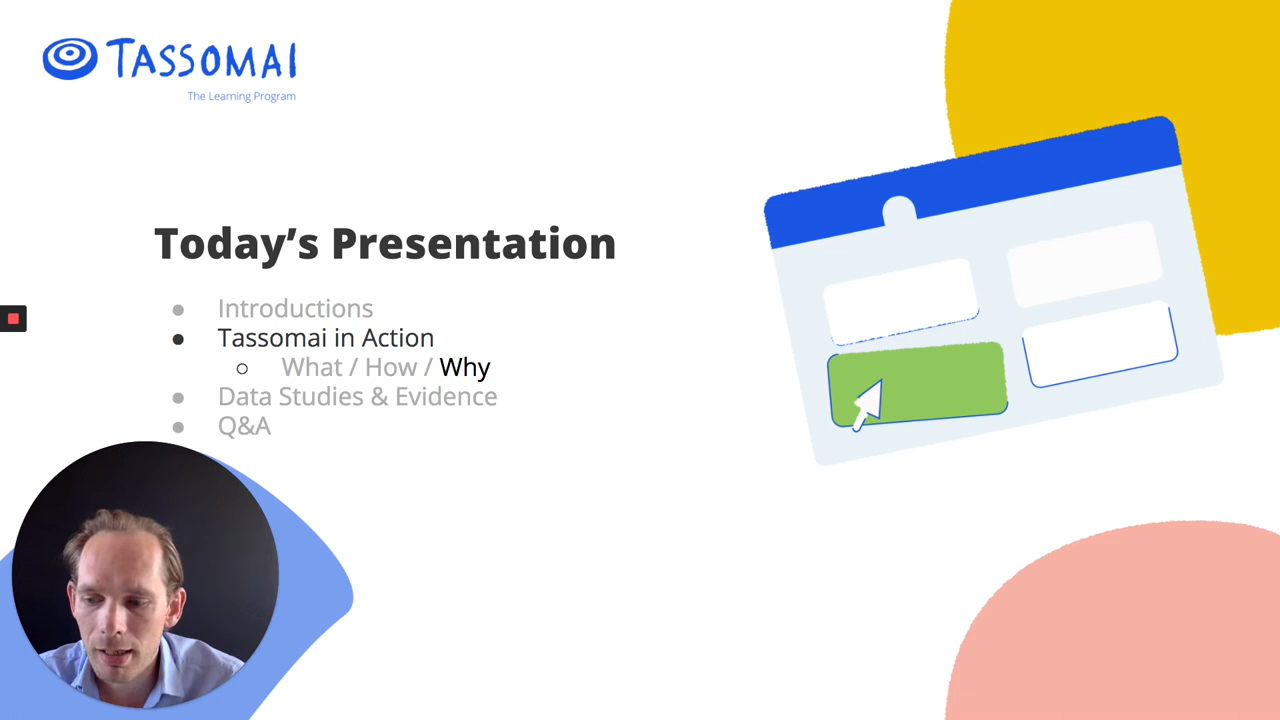 TASSOMAI
The Learning Program
Today's Presentation
● Introductions
● Tassomai in Action
○ What / How / Why
● Data Studies & Evidence
● Q&A